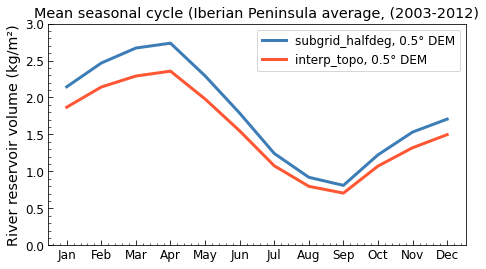 Mean seasonal cycle (Iberian Peninsula average, (2003-2012)
River reservoir volume (kg/m²)
3.0
2.5
2.0
1.5
1.0
0.5
0.0
subgrid_halfdeg, 0.5° DEM
interp_topo, 0.5° DEM
Jan Feb Mar Apr May Jun Jul Aug Sep Oct Nov Dec